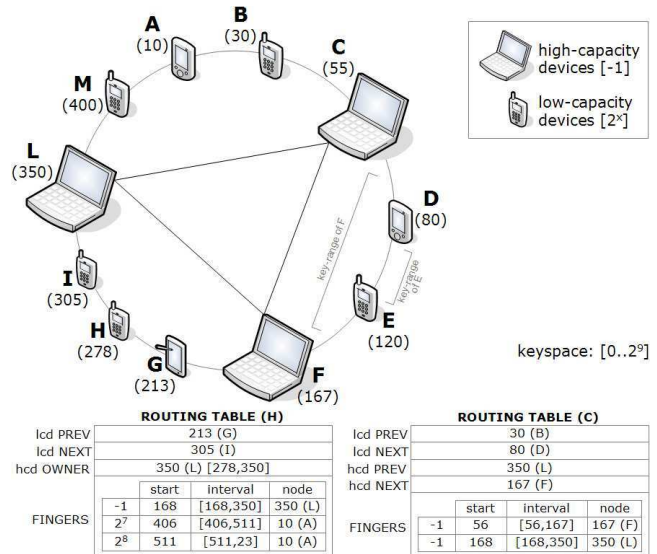 A
(10)
B
(30)
C
(55)
high-capacity
devices [-1]
low-capacity
devices [2ˣ]
M
(400)
L
(350)
D
(80)
key-range of F
key-range
of E
I
(305)
E
(120)
H
(278)
G
(213)
F
(167)
keyspace: [0..2⁹]
ROUTING TABLE (H)
lcd PREV 213 (G)
lcd NEXT 305 (I)
hcd OWNER 350 (L) [278,350]
FINGERS
start interval node
-1 168 [168,350] 350 (L)
2⁷ 406 [406,511] 10 (A)
2⁸ 511 [511,23] 10 (A)
ROUTING TABLE (C)
lcd PREV 30 (B)
lcd NEXT 80 (D)
hcd PREV 350 (L)
hcd NEXT 167 (F)
FINGERS
start interval node
-1 56 [56,167] 167 (F)
-1 168 [168,350] 350 (L)